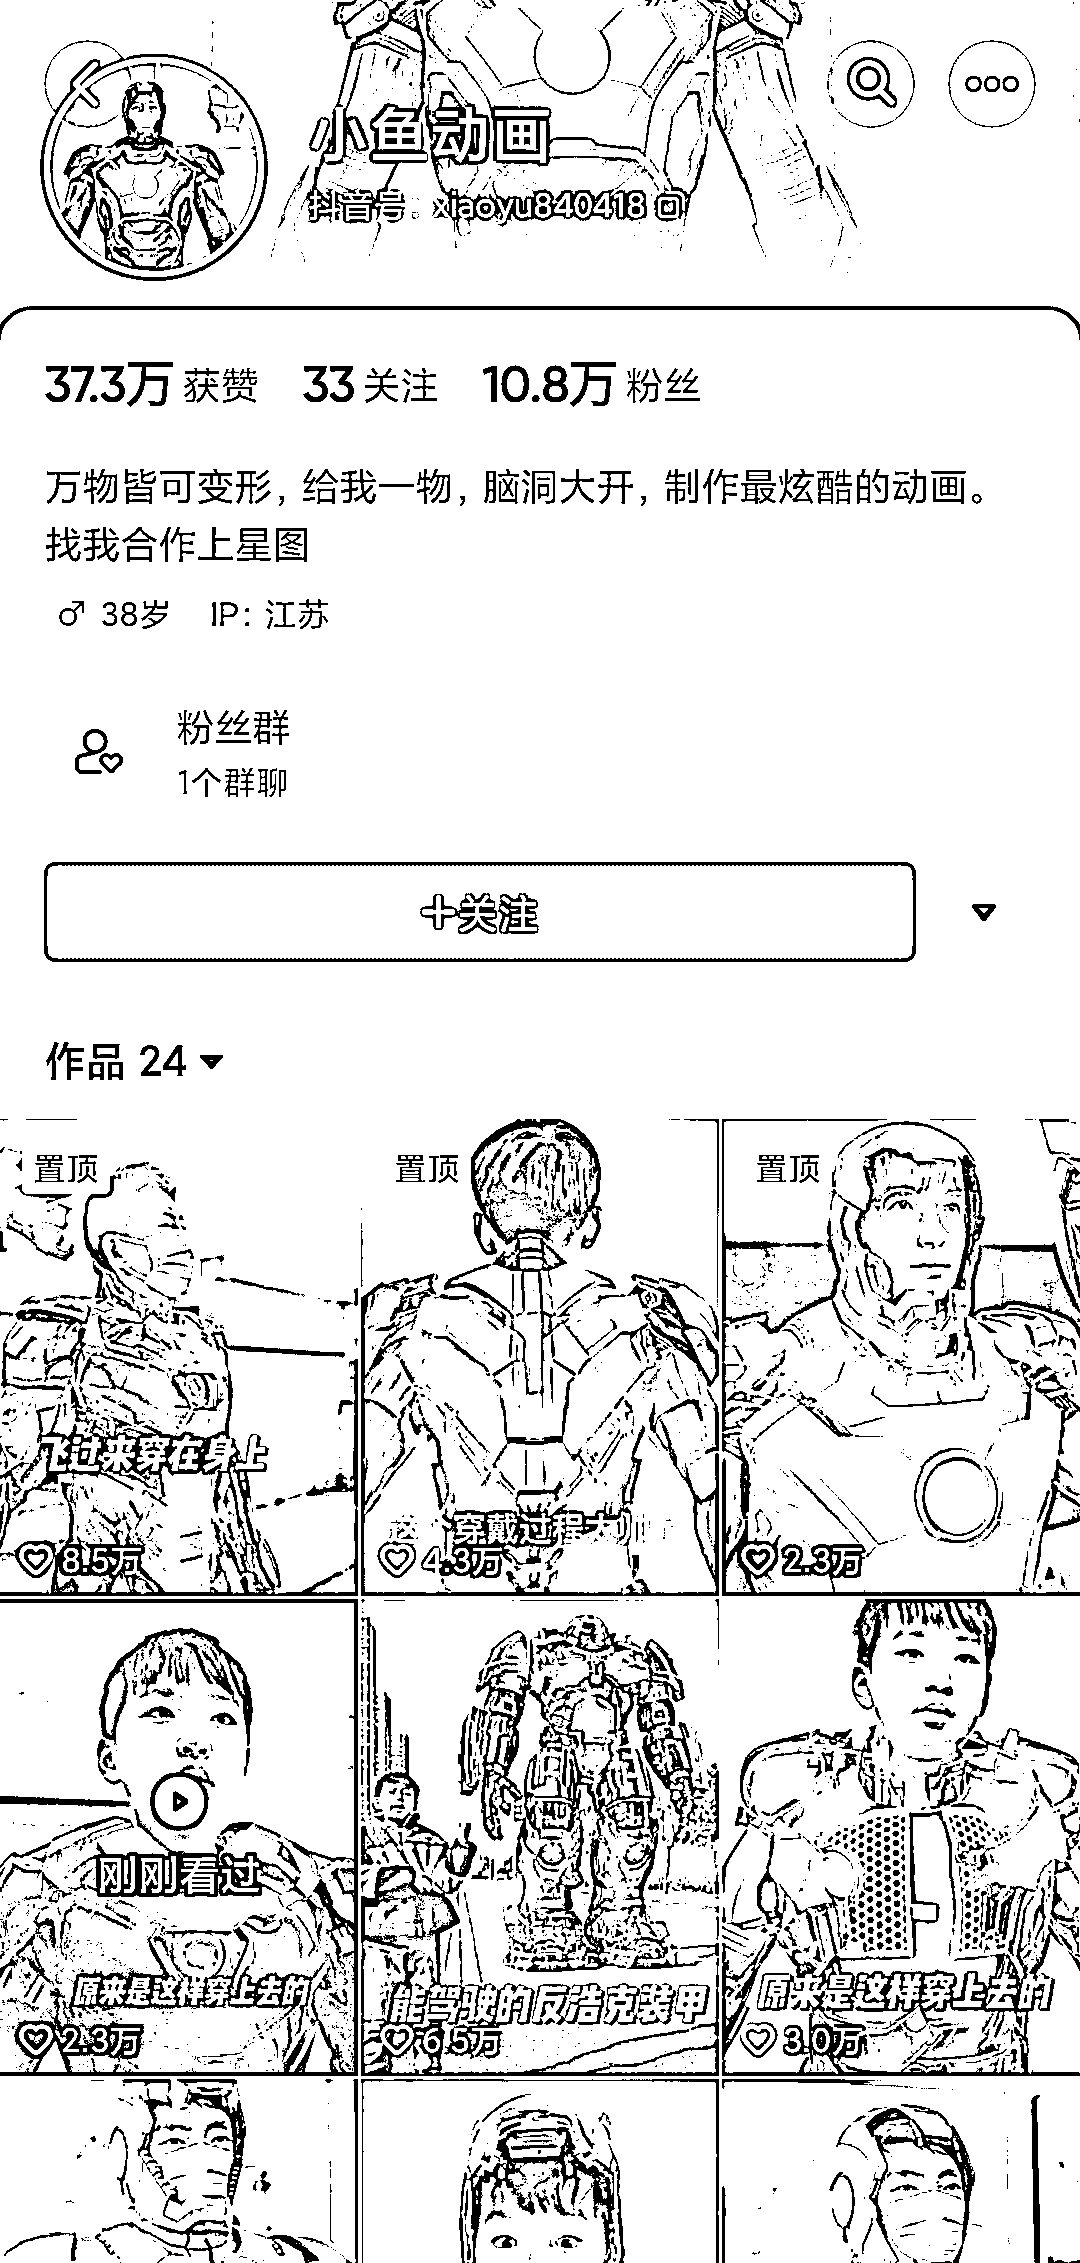 小鱼动画
抖音号：xiaoyu840418
37.3万 获赞 33 关注 10.8万 粉丝
万物皆可变形，给我一物，脑洞大开，制作最炫酷的动画。
找我合作上星图
♂ 38岁 IP：江苏
粉丝群
1个群聊
+关注
作品 24
置顶 置顶 置顶
飞过来穿在身上
穿戴过程大
8.5万 4.3万 2.3万
刚刚看过
原来是这样穿上去的 能驾驶的反浩克装甲 原来是这样穿上去的
2.3万 6.5万 3.0万